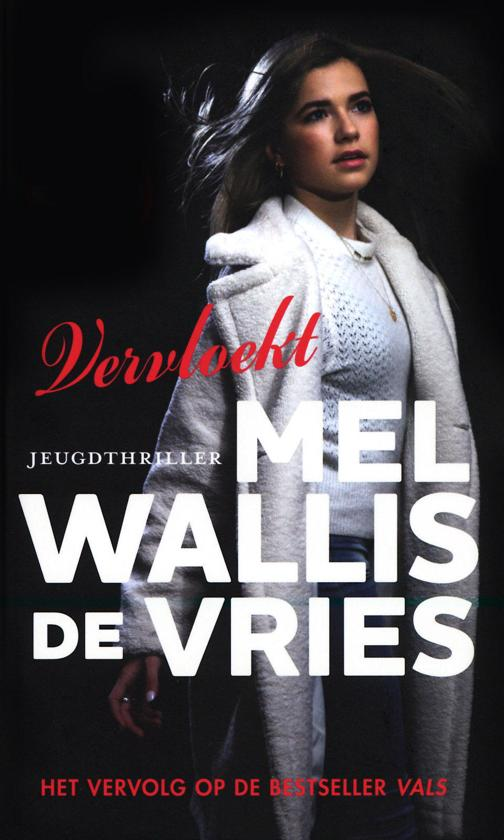 Vervloekt
JEUGDTHRILLER
MEL
WALLIS
DE VRIES
HET VERVOLG OP DE BESTSELLER VALS